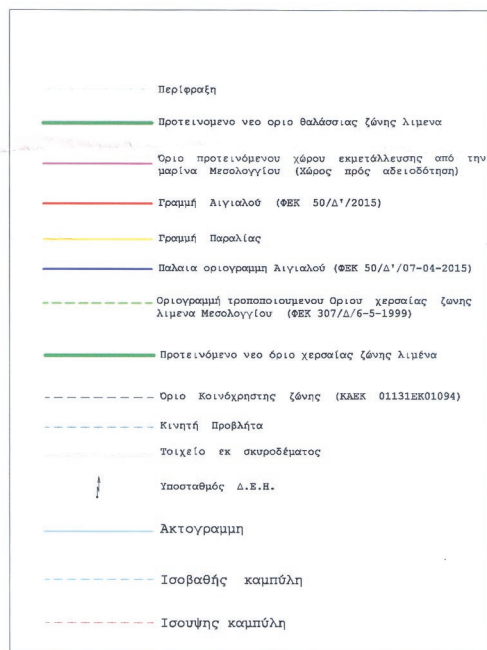 Περίφραξη
Προτεινομενο νεο οριο θαλάσσιας ζώνης λιμενα
Όριο προτεινόμενου χώρου εκμετάλλευσης από την
μαρίνα Μεσολογγίου (Χώρος πρός αδειοδότηση)
Γραμμή Αιγιαλού (ΦΕΚ 50/Δ'/2015)
Γραμμή Παραλίας
Παλαια οριογραμμη Αιγιαλού (ΦΕΚ 50/Δ'/07-04-2015)
Οριογραμμή τροποποιουμενου Οριου χερσαίας ζωνης
λιμενα Μεσολογγίου (ΦΕΚ 307/Δ/6-5-1999)
Προτεινόμενο νεο όριο χερσαίας ζώνης λιμένα
Όριο Κοινόχρηστης ζώνης (ΚΑΕΚ 01131ΕΚ01094)
Κινητή Προβλήτα
Τοιχείο εκ σκυροδέματος
Υποσταθμός Δ.Ε.Η.
Ακτογραμμη
Ισοβαθής καμπύλη
Ισουψης καμπύλη